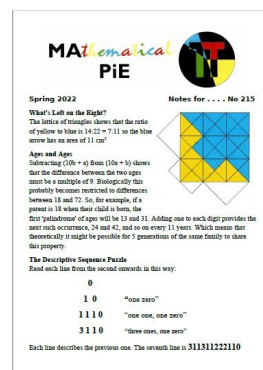 MAthematical
PiE
Spring 2022 Notes for . . . . No 215
What's Left on the Right?
The lattice of triangles shows that the ratio
of yellow to blue is 14:22 = 7:11 so the blue
arrow has an area of 11 cm²
Ages and Ages
Subtracting (10b + a) from (10a + b) shows
that the difference between the two ages
must be a multiple of 9. Biologically this
probably becomes restricted to differences
between 18 and 72. So, for example, if a
parent is 18 when their child is born, the
first 'palindrome' of ages will be 13 and 31. Adding one to each digit provides the
next such occurrence, 24 and 42, and so on every 11 years. Which means that
theoretically it might be possible for 5 generations of the same family to share
this property.
The Descriptive Sequence Puzzle
Read each line from the second onwards in this way:
0
1 0 "one zero"
1 1 1 0 "one one, one zero"
3 1 1 0 "three ones, one zero"
Each line describes the previous one. The seventh line is 311311222110